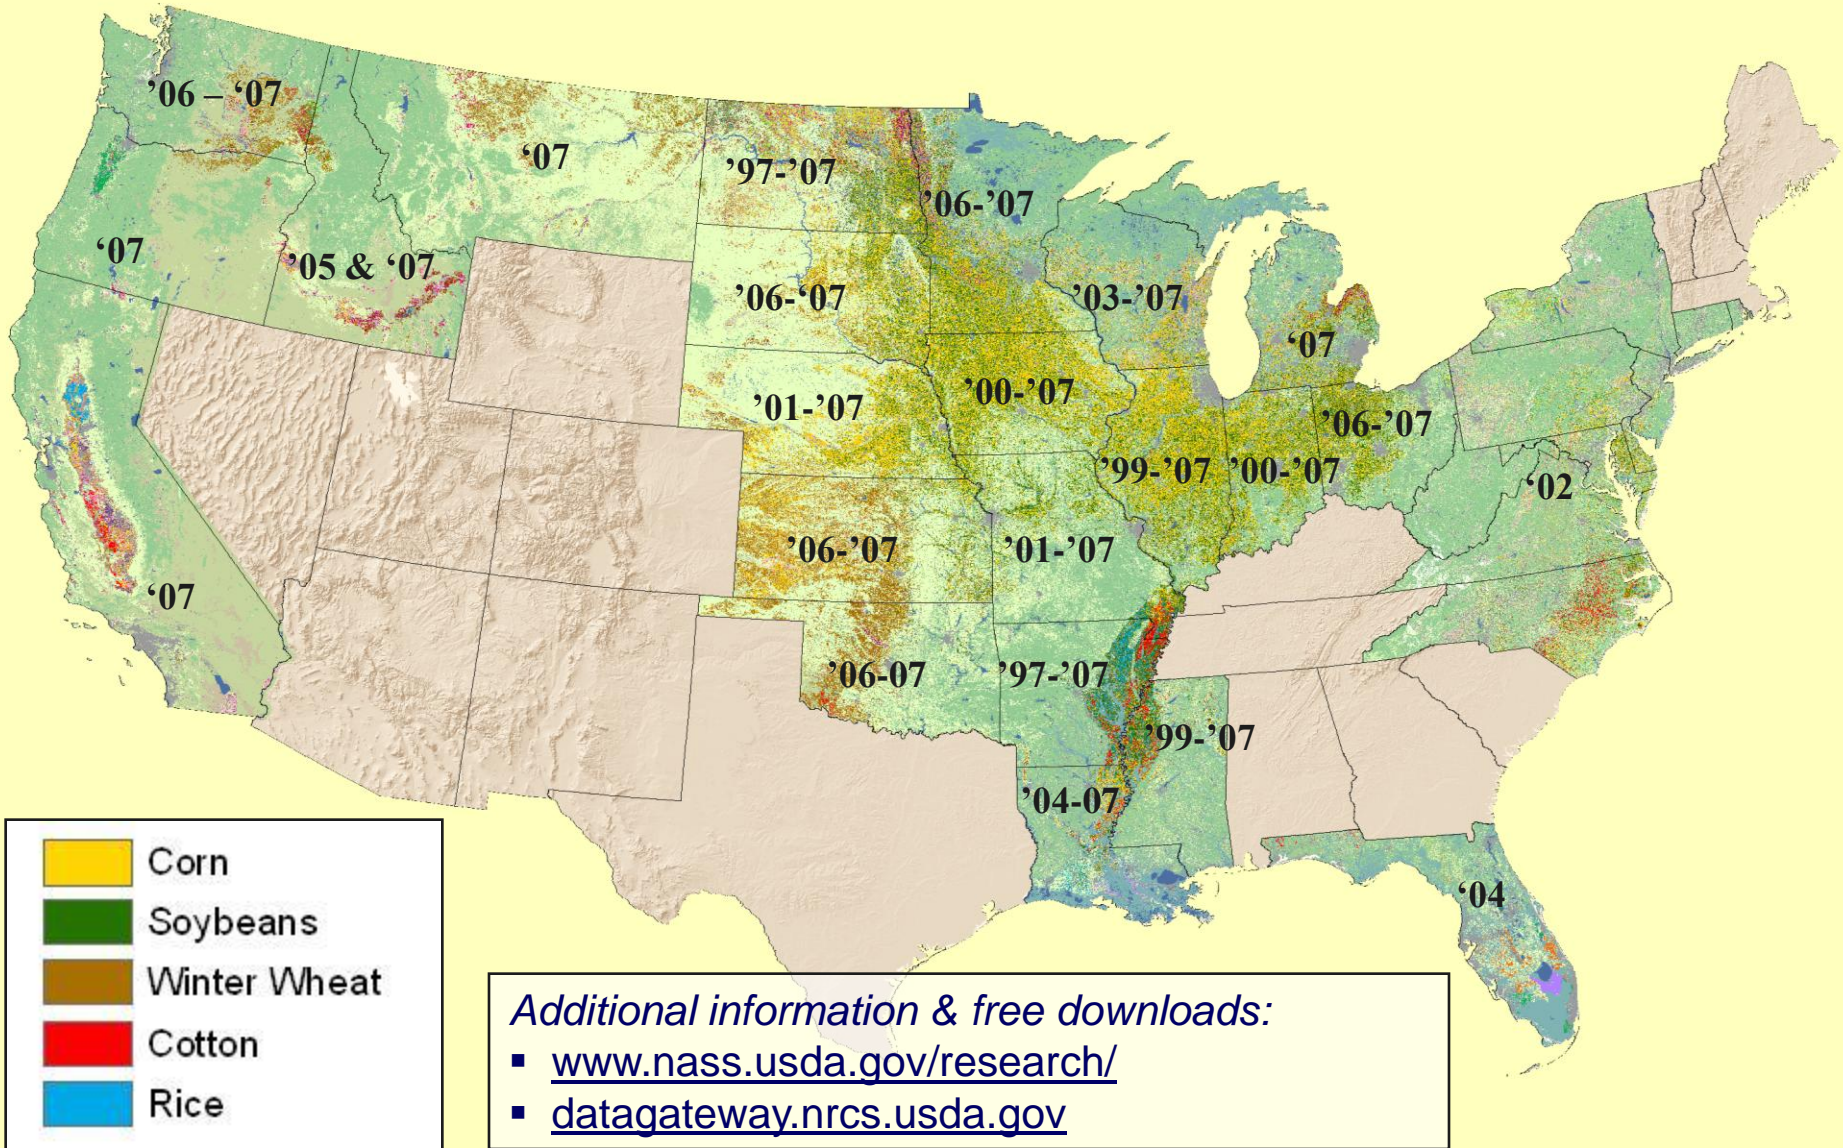 ’06 – ‘07
‘07
’97-’07
’06-’07
‘07
’05 & ‘07
’06-‘07
’03-’07
‘07
’01-’07
’00-’07
’06-’07
’99-’07
’00-’07
‘02
’06-’07
’01-’07
‘07
’06-07
’97-’07
’99-’07
’04-07
‘04
Corn
Soybeans
Winter Wheat
Cotton
Rice
Additional information & free downloads:
▪ www.nass.usda.gov/research/
▪ datagateway.nrcs.usda.gov